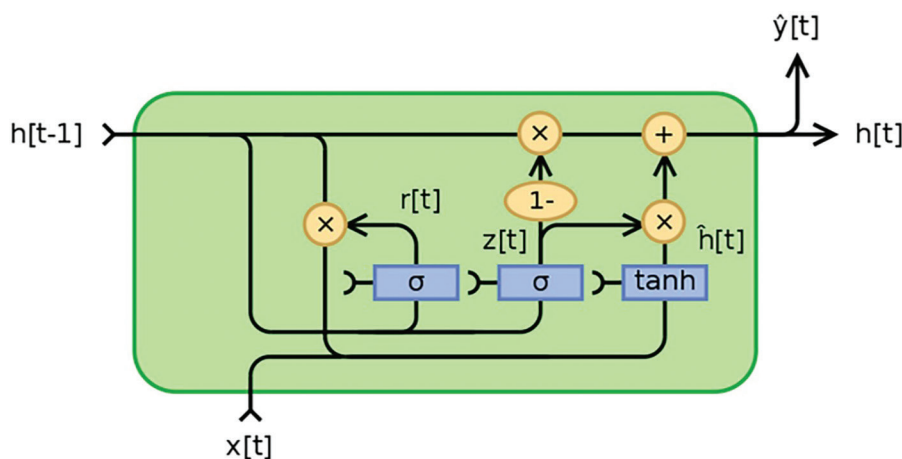 ŷ[t]
h[t-1] × + h[t]
1-
× r[t] z[t] × ĥ[t]
σ σ tanh
x[t]